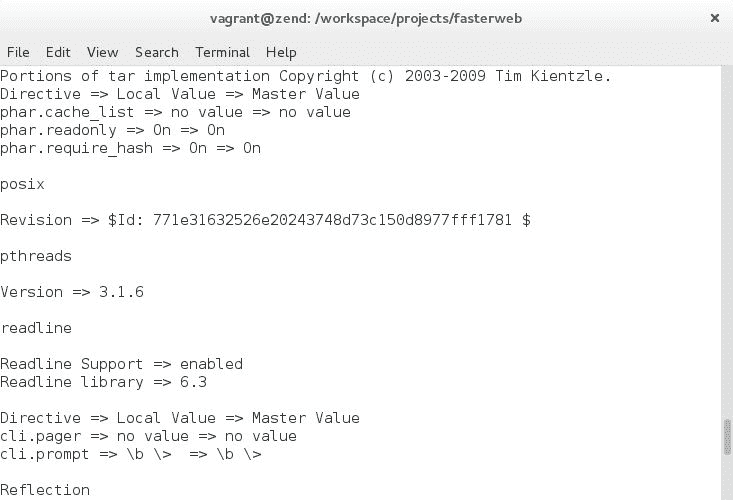 vagrant@zend: /workspace/projects/fasterweb ×
File Edit View Search Terminal Help
Portions of tar implementation Copyright (c) 2003-2009 Tim Kientzle.
Directive => Local Value => Master Value
phar.cache_list => no value => no value
phar.readonly => On => On
phar.require_hash => On => On
posix
Revision => $Id: 771e31632526e20243748d73c150d8977fff1781 $
pthreads
Version => 3.1.6
readline
Readline Support => enabled
Readline library => 6.3
Directive => Local Value => Master Value
cli.pager => no value => no value
cli.prompt => \b \>  => \b \>
Reflection